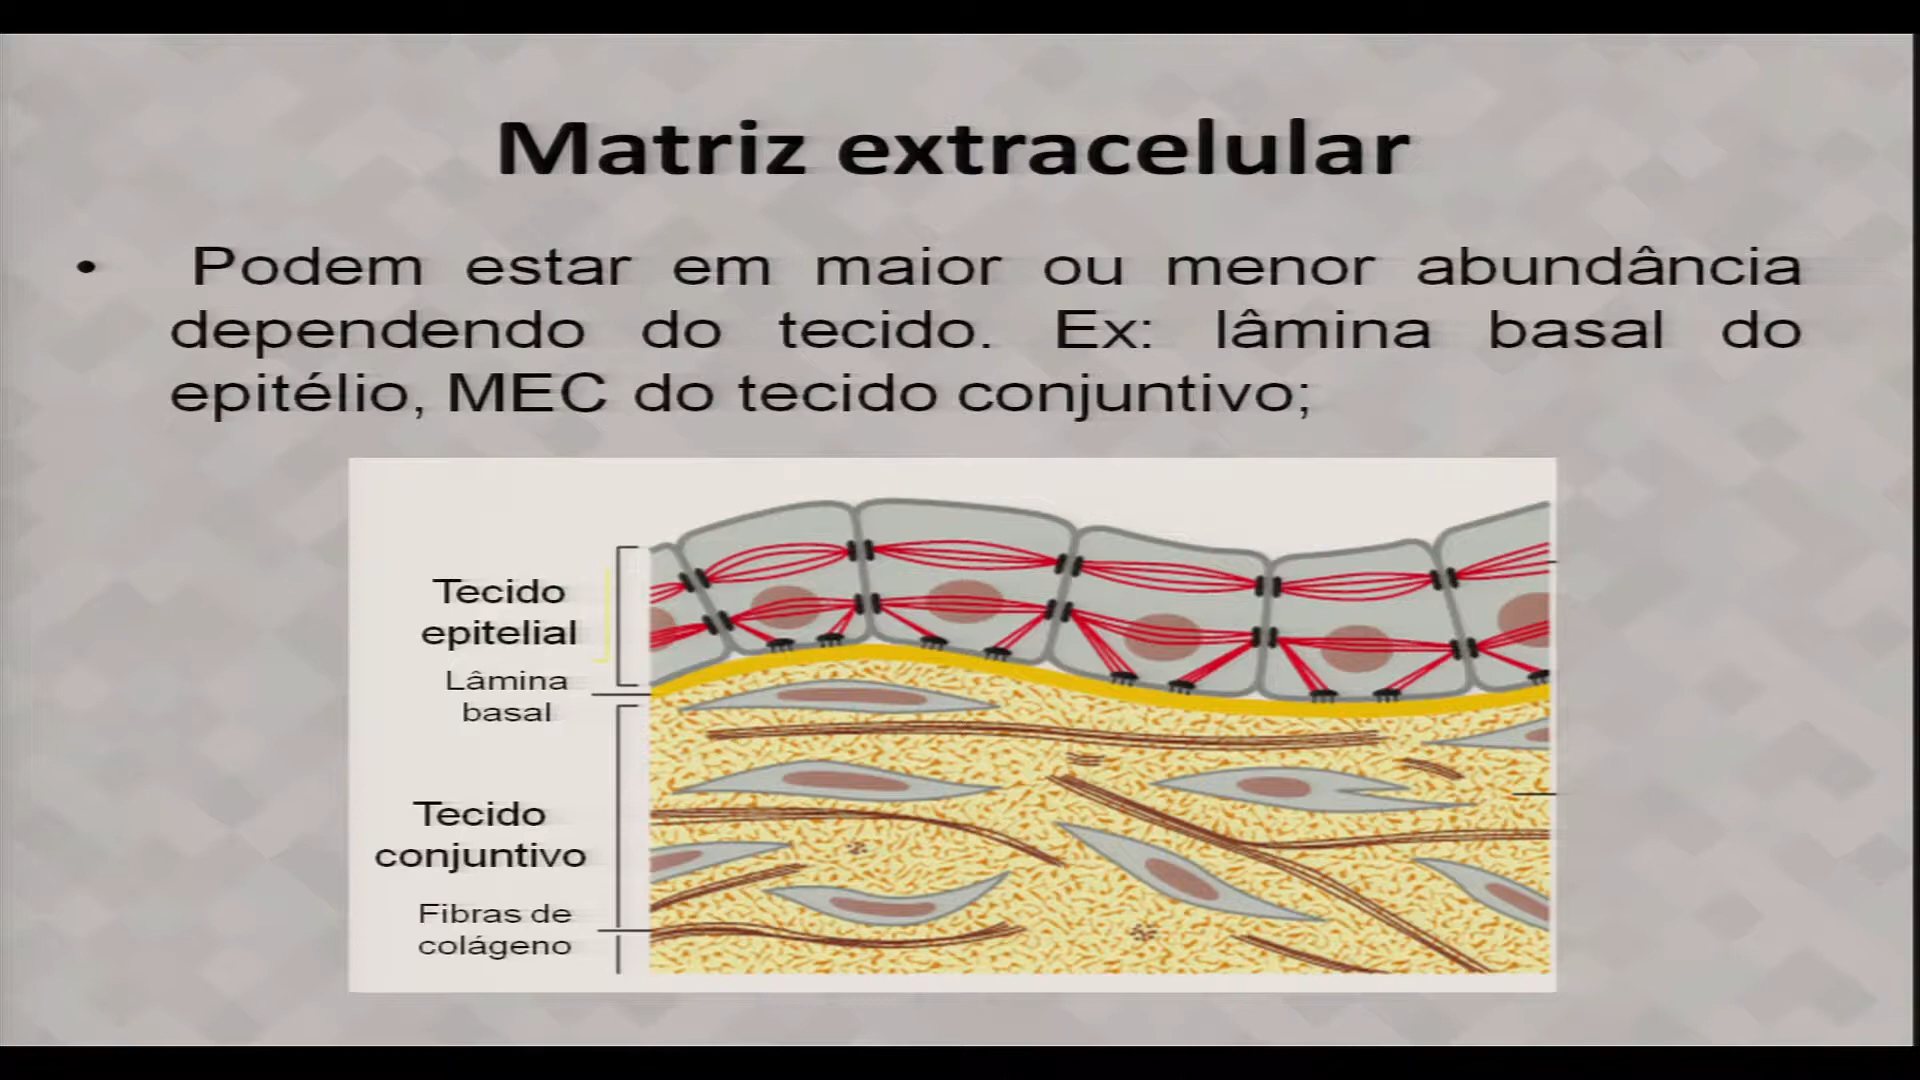 Matriz extracelular
• Podem estar em maior ou menor abundância
dependendo do tecido. Ex: lâmina basal do
epitélio, MEC do tecido conjuntivo;
Tecido
epitelial
Lâmina
basal
Tecido
conjuntivo
Fibras de
colágeno